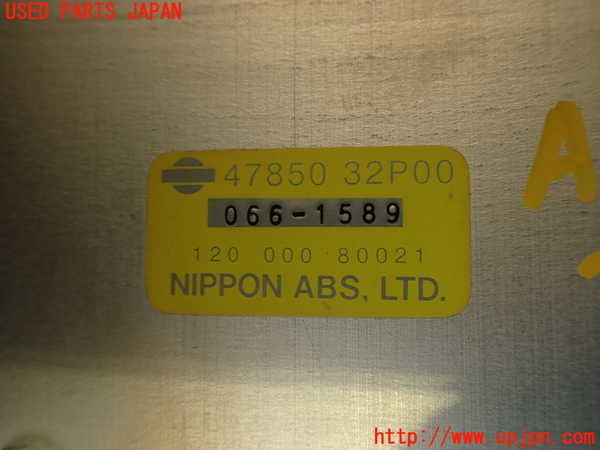 USED PARTS JAPAN
47850 32P00
066-1589
120 000 80021
NIPPON ABS, LTD.
A
http://www.upjpn.com/